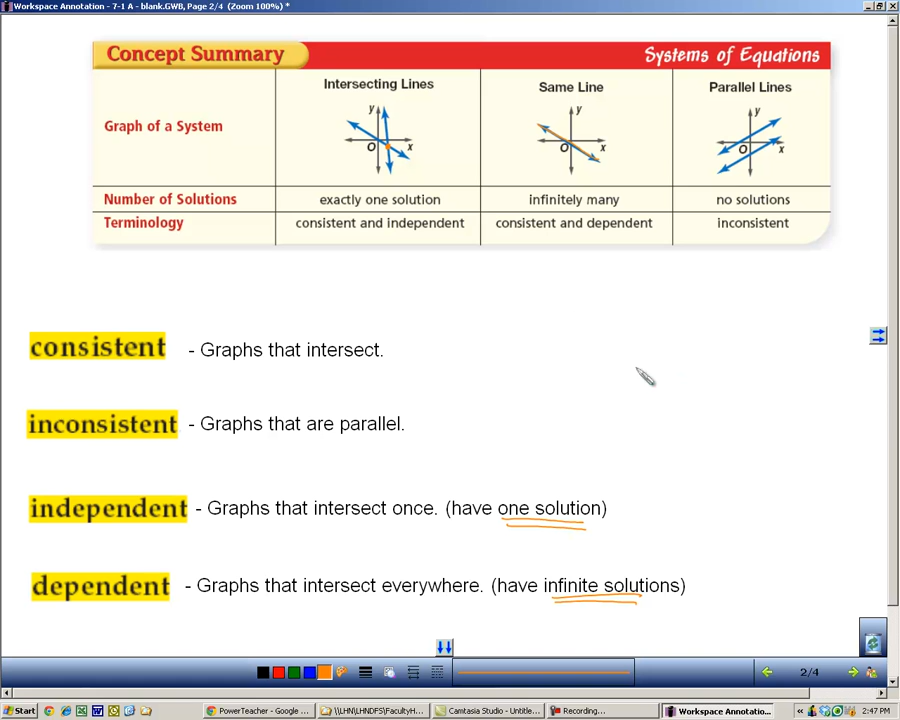 Workspace Annotation - 7-1 A - blank.GWB, Page 2/4 (Zoom 100%) *
Concept Summary
Systems of Equations
Intersecting Lines
Same Line
Parallel Lines
Graph of a System
y
O
x
y
O
x
y
O
x
Number of Solutions
exactly one solution
infinitely many
no solutions
Terminology
consistent and independent
consistent and dependent
inconsistent
consistent - Graphs that intersect.
inconsistent - Graphs that are parallel.
independent - Graphs that intersect once. (have one solution)
dependent - Graphs that intersect everywhere. (have infinite solutions)
2/4
Start
PowerTeacher - Google ...
\\LHN\LHNDFS\FacultyH...
Camtasia Studio - Untitle...
Recording...
Workspace Annotatio...
2:47 PM